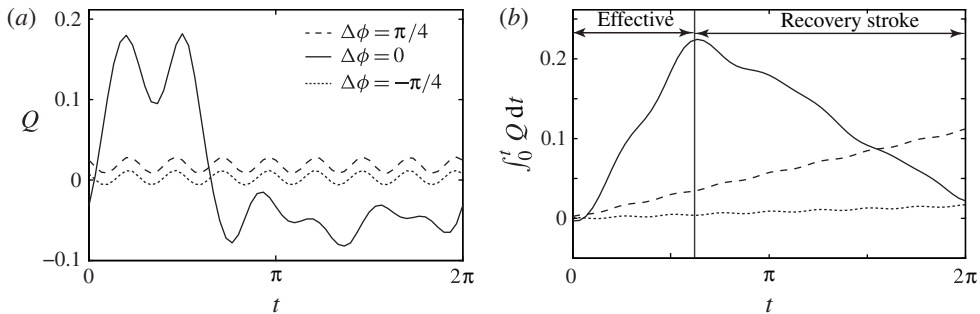 (a)
0.2
0.1
0
−0.1
Q
Δϕ = π/4
Δϕ = 0
Δϕ = −π/4
0
π
2π
t
(b)
Effective
Recovery stroke
0.2
0.1
0
∫₀ᵗ Q dt
0
π
2π
t